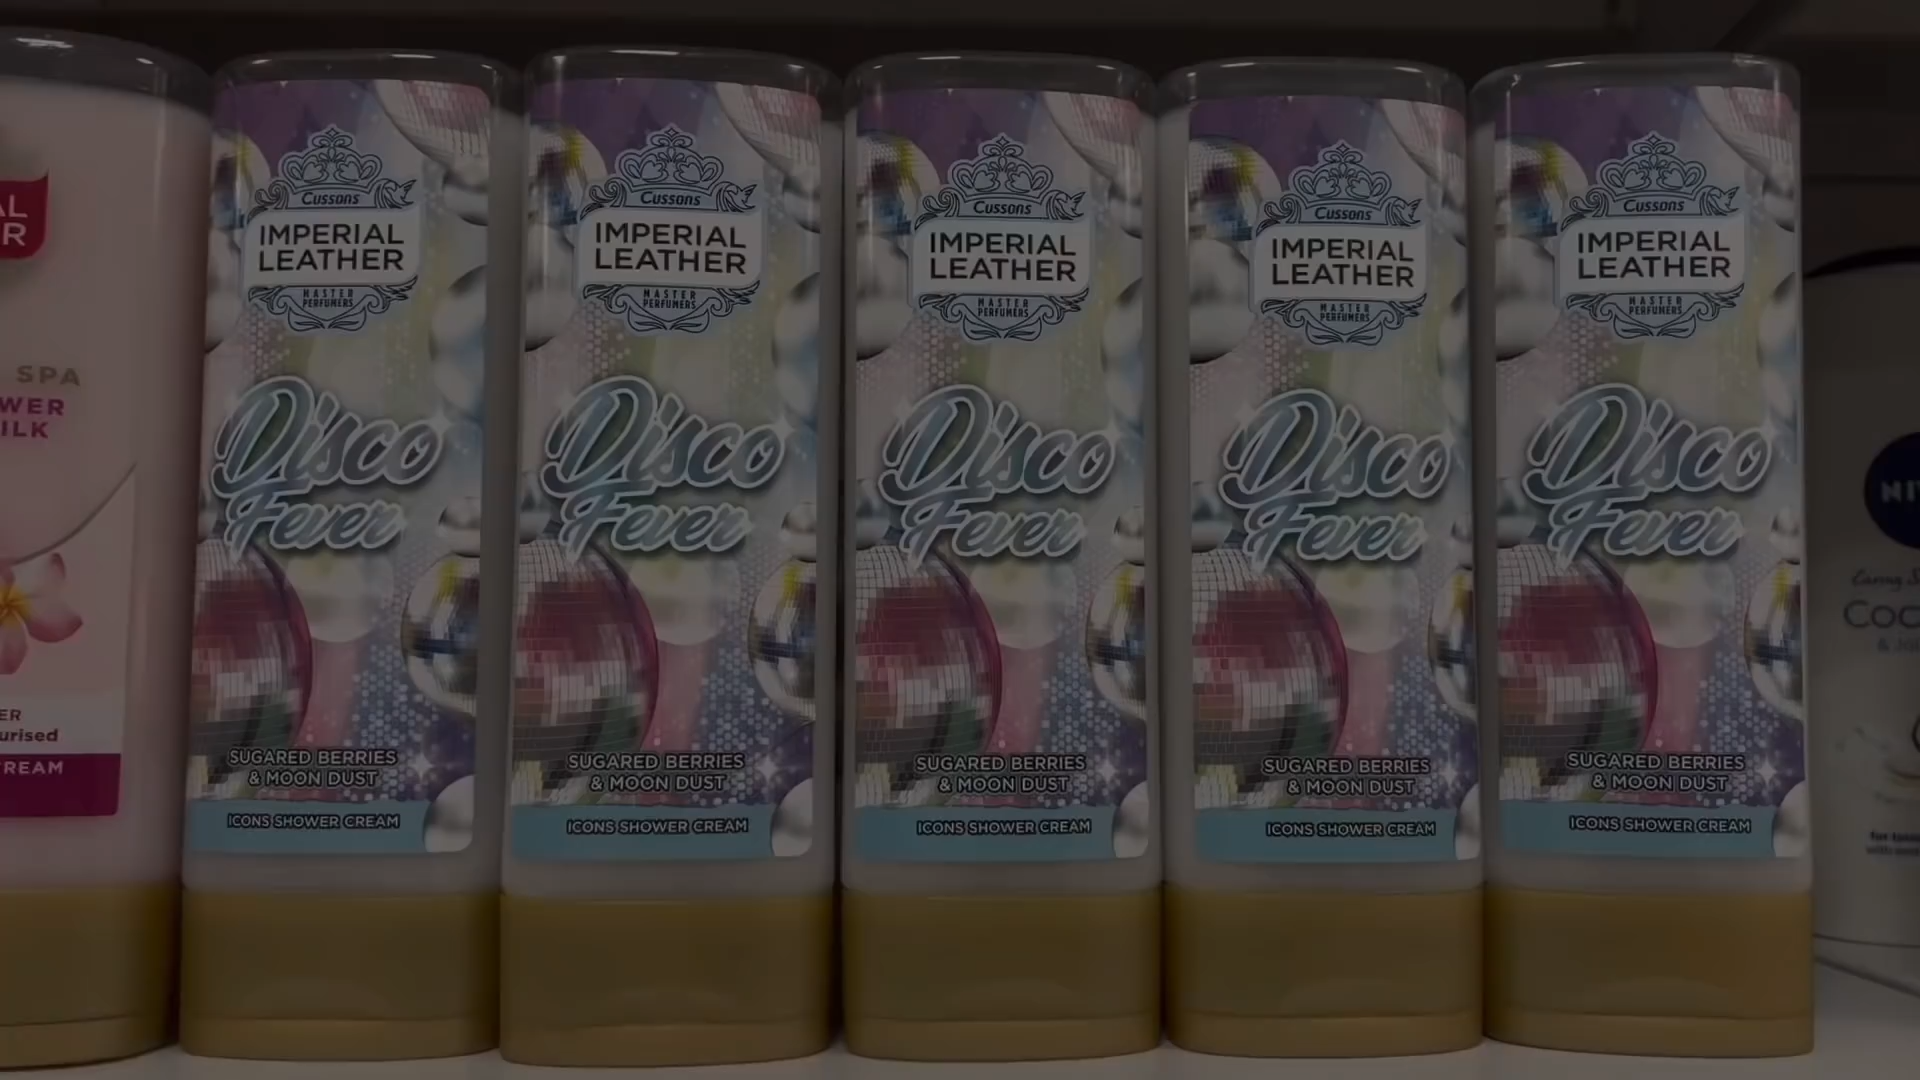 AL
R
SPA
WER
ILK
ER
urised
REAM
Cussons
IMPERIAL
LEATHER
MASTER
PERFUMERS
Disco
Fever
SUGARED BERRIES
& MOON DUST
ICONS SHOWER CREAM
Cussons
IMPERIAL
LEATHER
MASTER
PERFUMERS
Disco
Fever
SUGARED BERRIES
& MOON DUST
ICONS SHOWER CREAM
Cussons
IMPERIAL
LEATHER
MASTER
PERFUMERS
Disco
Fever
SUGARED BERRIES
& MOON DUST
ICONS SHOWER CREAM
Cussons
IMPERIAL
LEATHER
MASTER
PERFUMERS
Disco
Fever
SUGARED BERRIES
& MOON DUST
ICONS SHOWER CREAM
Cussons
IMPERIAL
LEATHER
MASTER
PERFUMERS
Disco
Fever
SUGARED BERRIES
& MOON DUST
ICONS SHOWER CREAM
NI
Coc